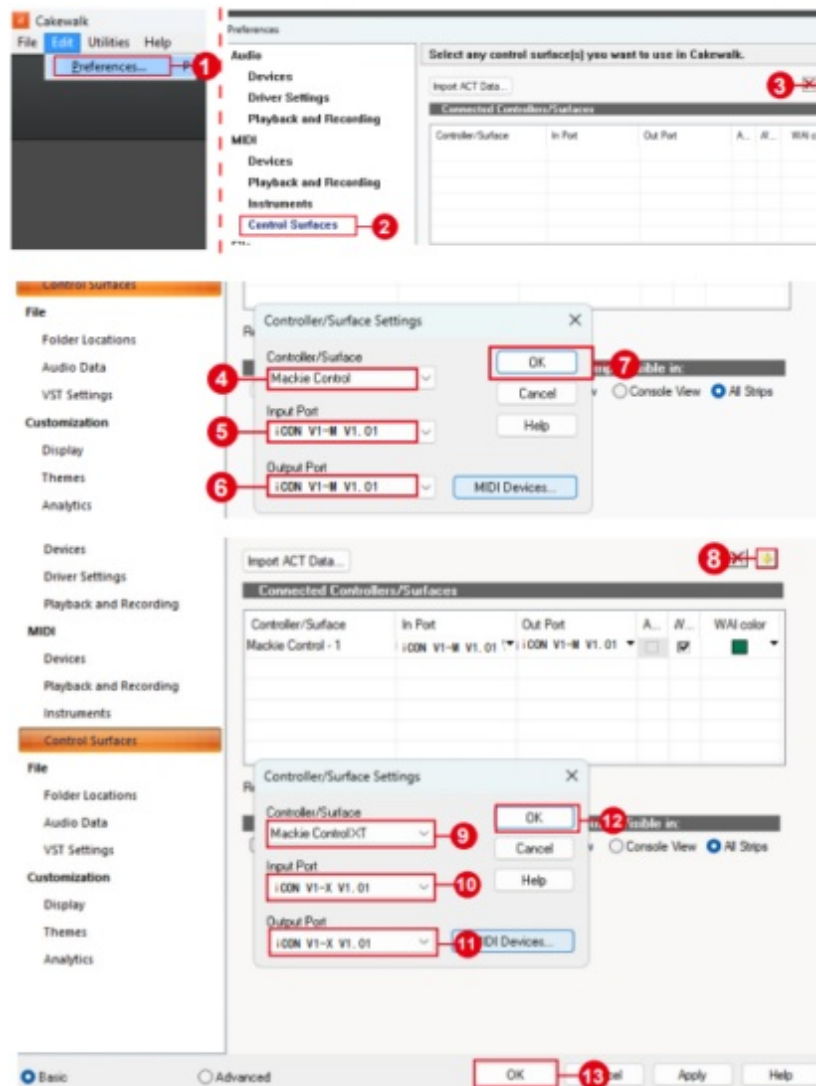 Cakewalk
File Edit Utilities Help
Preferences... P 1
Preferences
Audio
Devices
Driver Settings
Playback and Recording
MIDI
Devices
Playback and Recording
Instruments
Control Surfaces 2
File
Select any control surface(s) you want to use in Cakewalk.
Import ACT Data... 3
Connected Controllers/Surfaces
Controller/Surface In Port Out Port A... W...
Control Surfaces
File
Folder Locations
Audio Data
VST Settings
Customization
Display
Themes
Analytics
Controller/Surface Settings
Controller/Surface
4 Mackie Control
Input Port
5 iCON V1-M V1.01
Output Port
6 iCON V1-M V1.01
OK 7
Cancel
Help
MIDI Devices...
visible in:
Console View All Strips
Devices
Driver Settings
Playback and Recording
MIDI
Devices
Playback and Recording
Instruments
Control Surfaces
File
Folder Locations
Audio Data
VST Settings
Customization
Display
Themes
Analytics
Import ACT Data... 8
Connected Controllers/Surfaces
Controller/Surface In Port Out Port A... W... WAI color
Mackie Control - 1 iCON V1-M V1.01 iCON V1-M V1.01
Controller/Surface Settings
Controller/Surface
Mackie ControlXT 9
Input Port
iCON V1-X V1.01 10
Output Port
iCON V1-X V1.01 11
OK 12
Cancel
Help
MIDI Devices...
visible in:
Console View All Strips
Basic Advanced OK 13 Apply Help